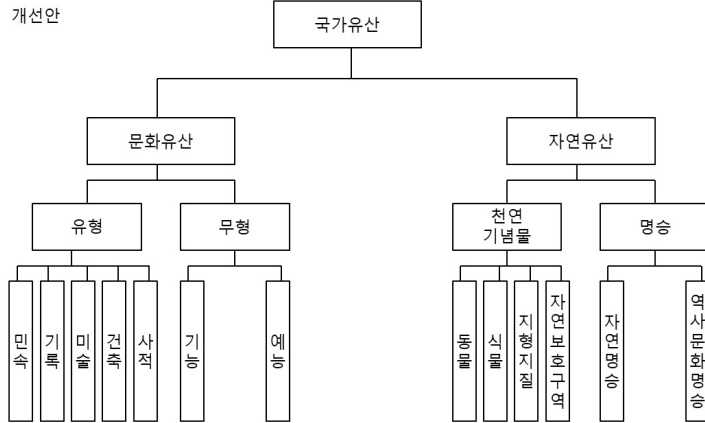 개선안
국가유산
문화유산
자연유산
유형
무형
천연
기념물
명승
민속
기록
미술
건축
사적
기능
예능
동물
식물
지형지질
자연보호구역
자연명승
역사문화명승